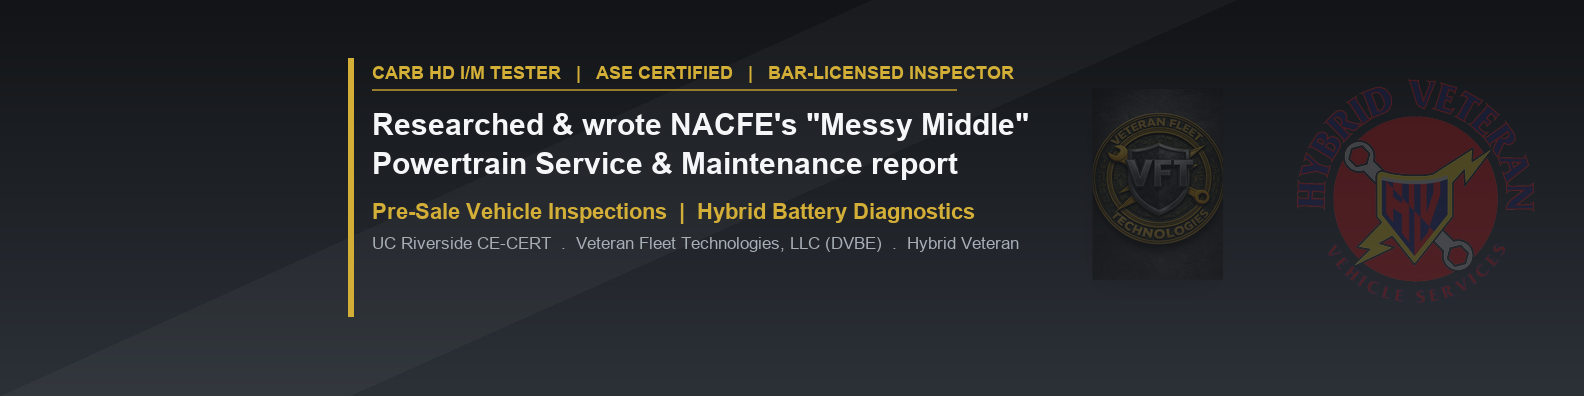 CARB HD I/M TESTER | ASE CERTIFIED | BAR-LICENSED INSPECTOR
Researched & wrote NACFE's "Messy Middle"
Powertrain Service & Maintenance report
Pre-Sale Vehicle Inspections | Hybrid Battery Diagnostics
UC Riverside CE-CERT . Veteran Fleet Technologies, LLC (DVBE) . Hybrid Veteran
VETERAN FLEET
VFT
TECHNOLOGIES
HYBRID VETERAN
HV
VEHICLE SERVICES